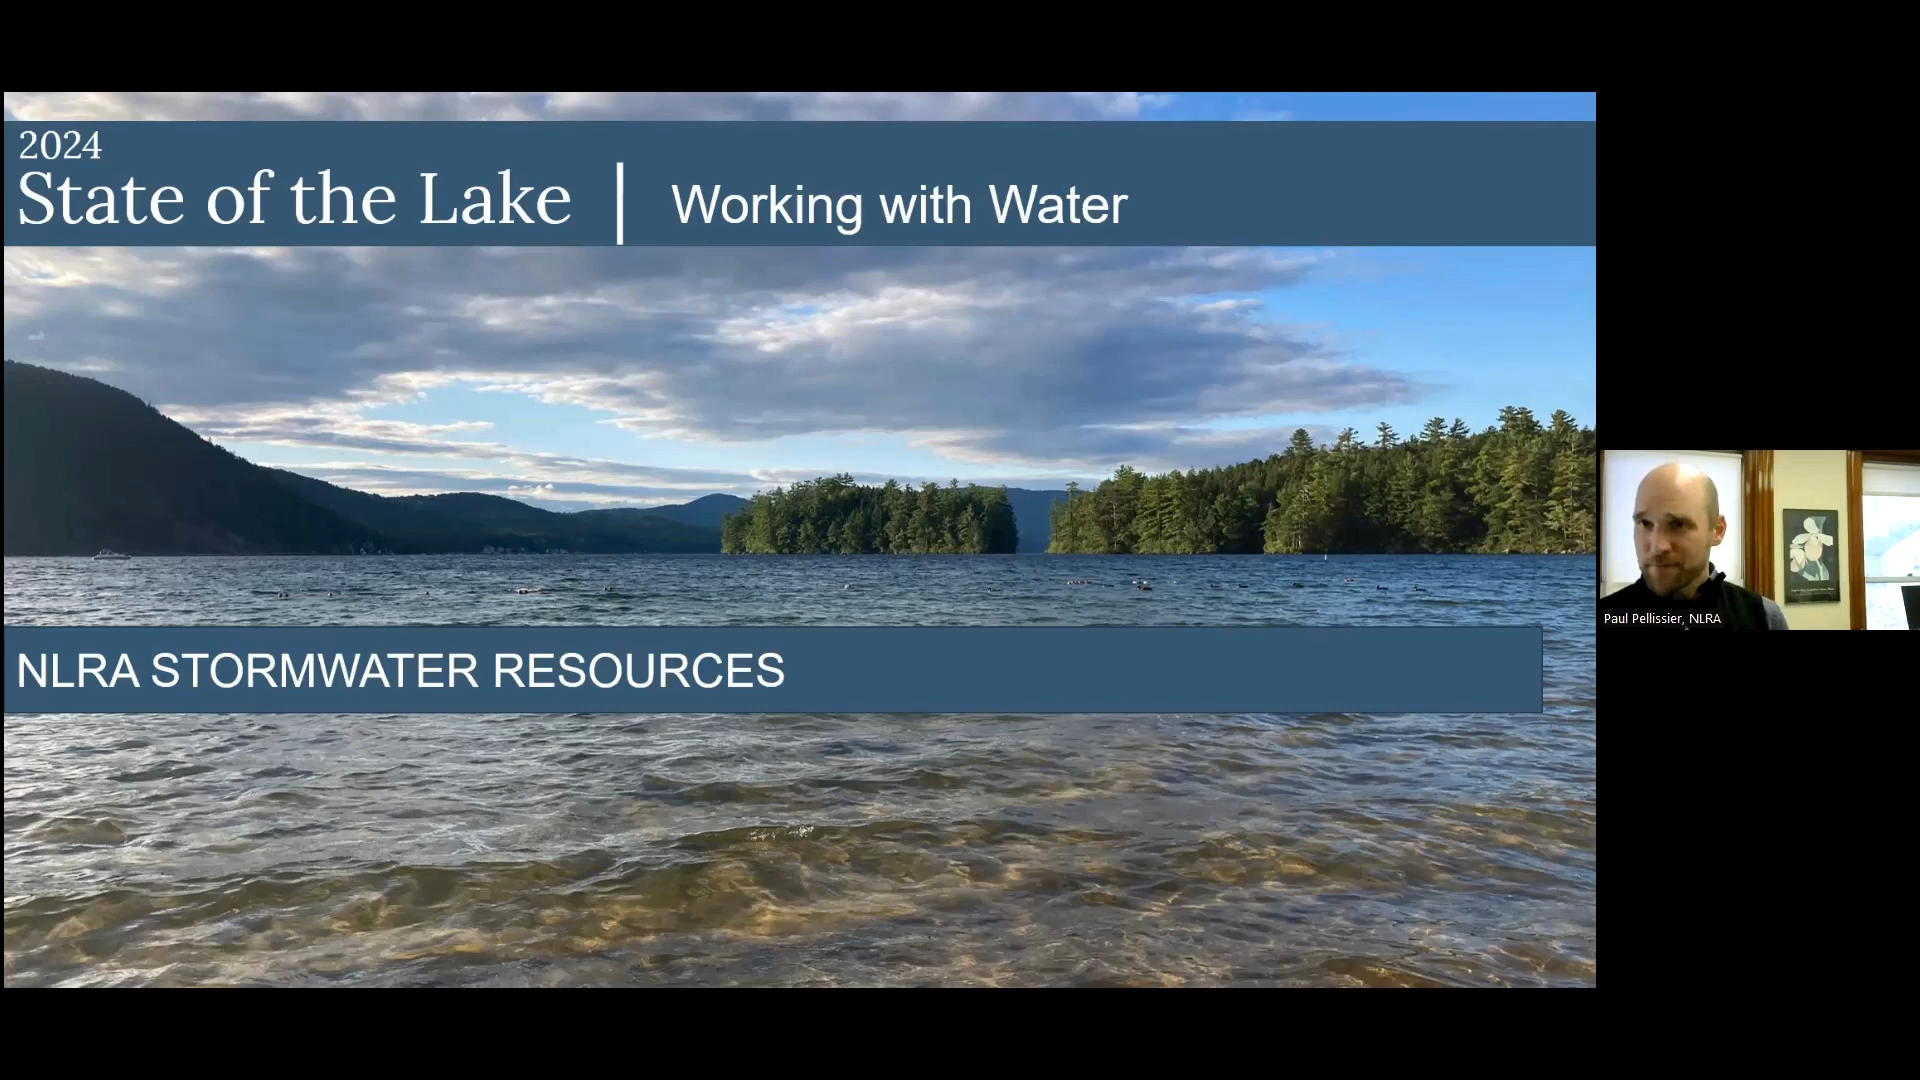 2024
State of the Lake | Working with Water
NLRA STORMWATER RESOURCES
Paul Pellissier, NLRA